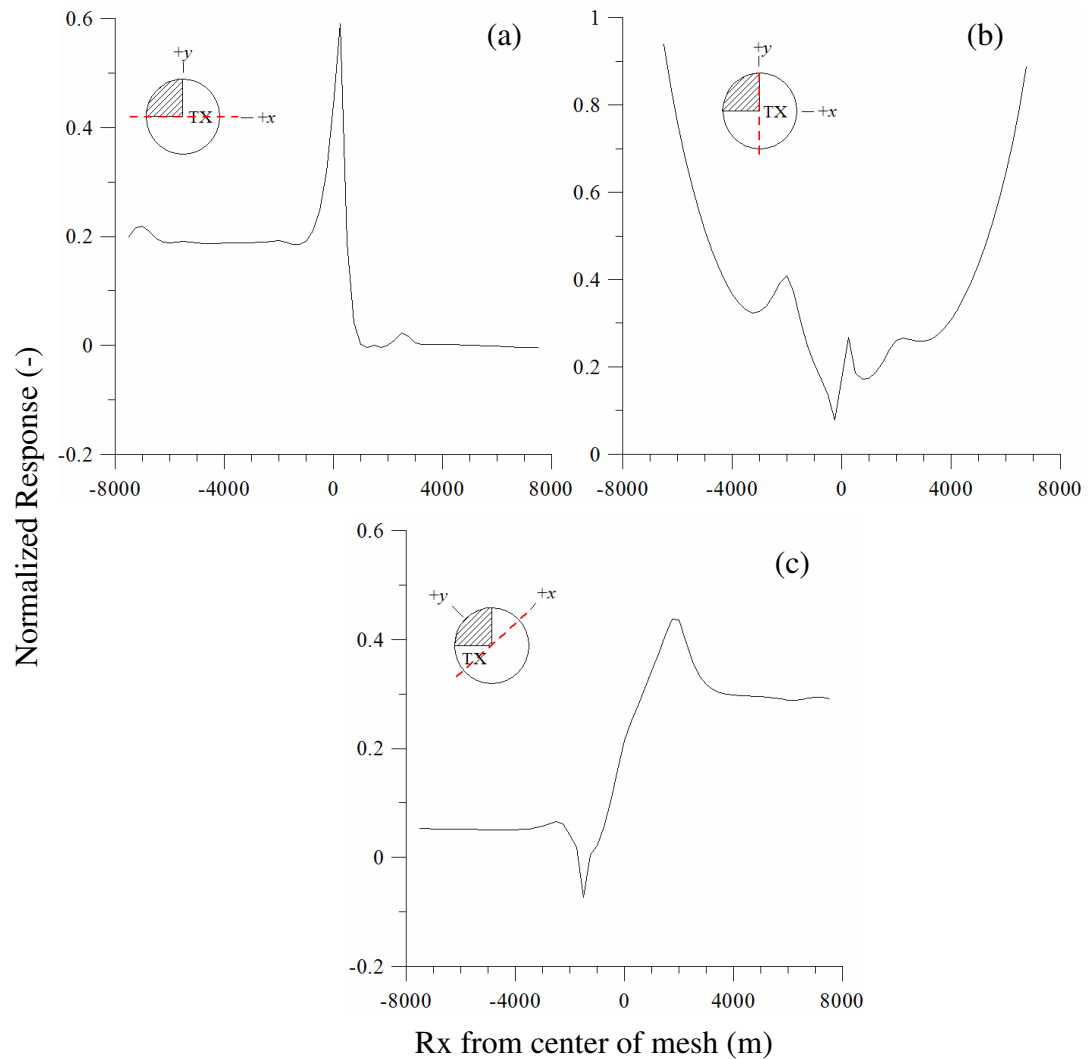 0.6
0.4
0.2
0
-0.2
-8000 -4000 0 4000 8000
(a)
+y
TX
+x
1
0.8
0.6
0.4
0.2
0
-8000 -4000 0 4000 8000
(b)
+y
TX
+x
Normalized Response (-)
0.6
0.4
0.2
0
-0.2
-8000 -4000 0 4000 8000
(c)
+y
+x
TX
Rx from center of mesh (m)